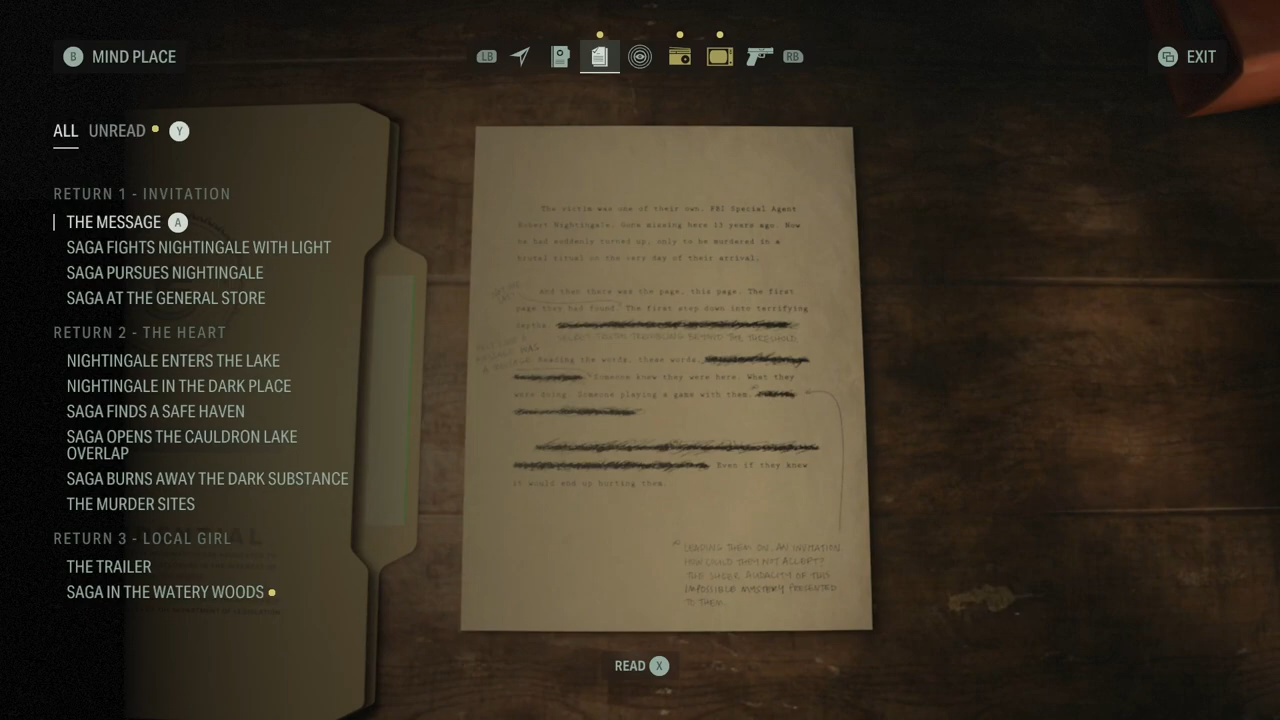 B MIND PLACE
LB
RB
EXIT
ALL UNREAD Y
RETURN 1 - INVITATION
THE MESSAGE A
SAGA FIGHTS NIGHTINGALE WITH LIGHT
SAGA PURSUES NIGHTINGALE
SAGA AT THE GENERAL STORE
RETURN 2 - THE HEART
NIGHTINGALE ENTERS THE LAKE
NIGHTINGALE IN THE DARK PLACE
SAGA FINDS A SAFE HAVEN
SAGA OPENS THE CAULDRON LAKE
OVERLAP
SAGA BURNS AWAY THE DARK SUBSTANCE
THE MURDER SITES
RETURN 3 - LOCAL GIRL
THE TRAILER
SAGA IN THE WATERY WOODS
The victim was one of their own. FBI Special Agent
Robert Nightingale. Gone missing here 13 years ago. Now
he had suddenly turned up, only to be murdered in a
brutal ritual on the very day of their arrival.
And then there was the page, this page. The first
page they had found. The first step down into terrifying
depths.
SECRET TRUTHS TREMBLING BEYOND THE THRESHOLD
Reading the words, these words,
Someone knew they were here. What they
were doing. Someone playing a game with them.
Even if they knew
it would end up hurting them.
LEADING THEM ON, AN INVITATION
HOW COULD THEY NOT ACCEPT?
THE SHEER AUDACITY OF THIS
IMPOSSIBLE MYSTERY PRESENTED
TO THEM.
READ X